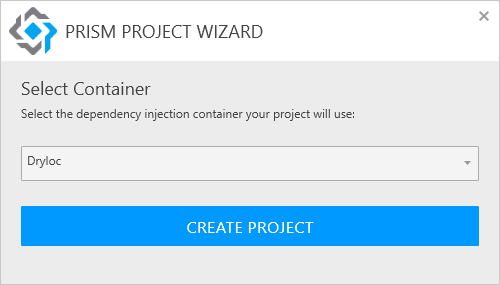 PRISM PROJECT WIZARD
Select Container
Select the dependency injection container your project will use:
Dryloc
CREATE PROJECT